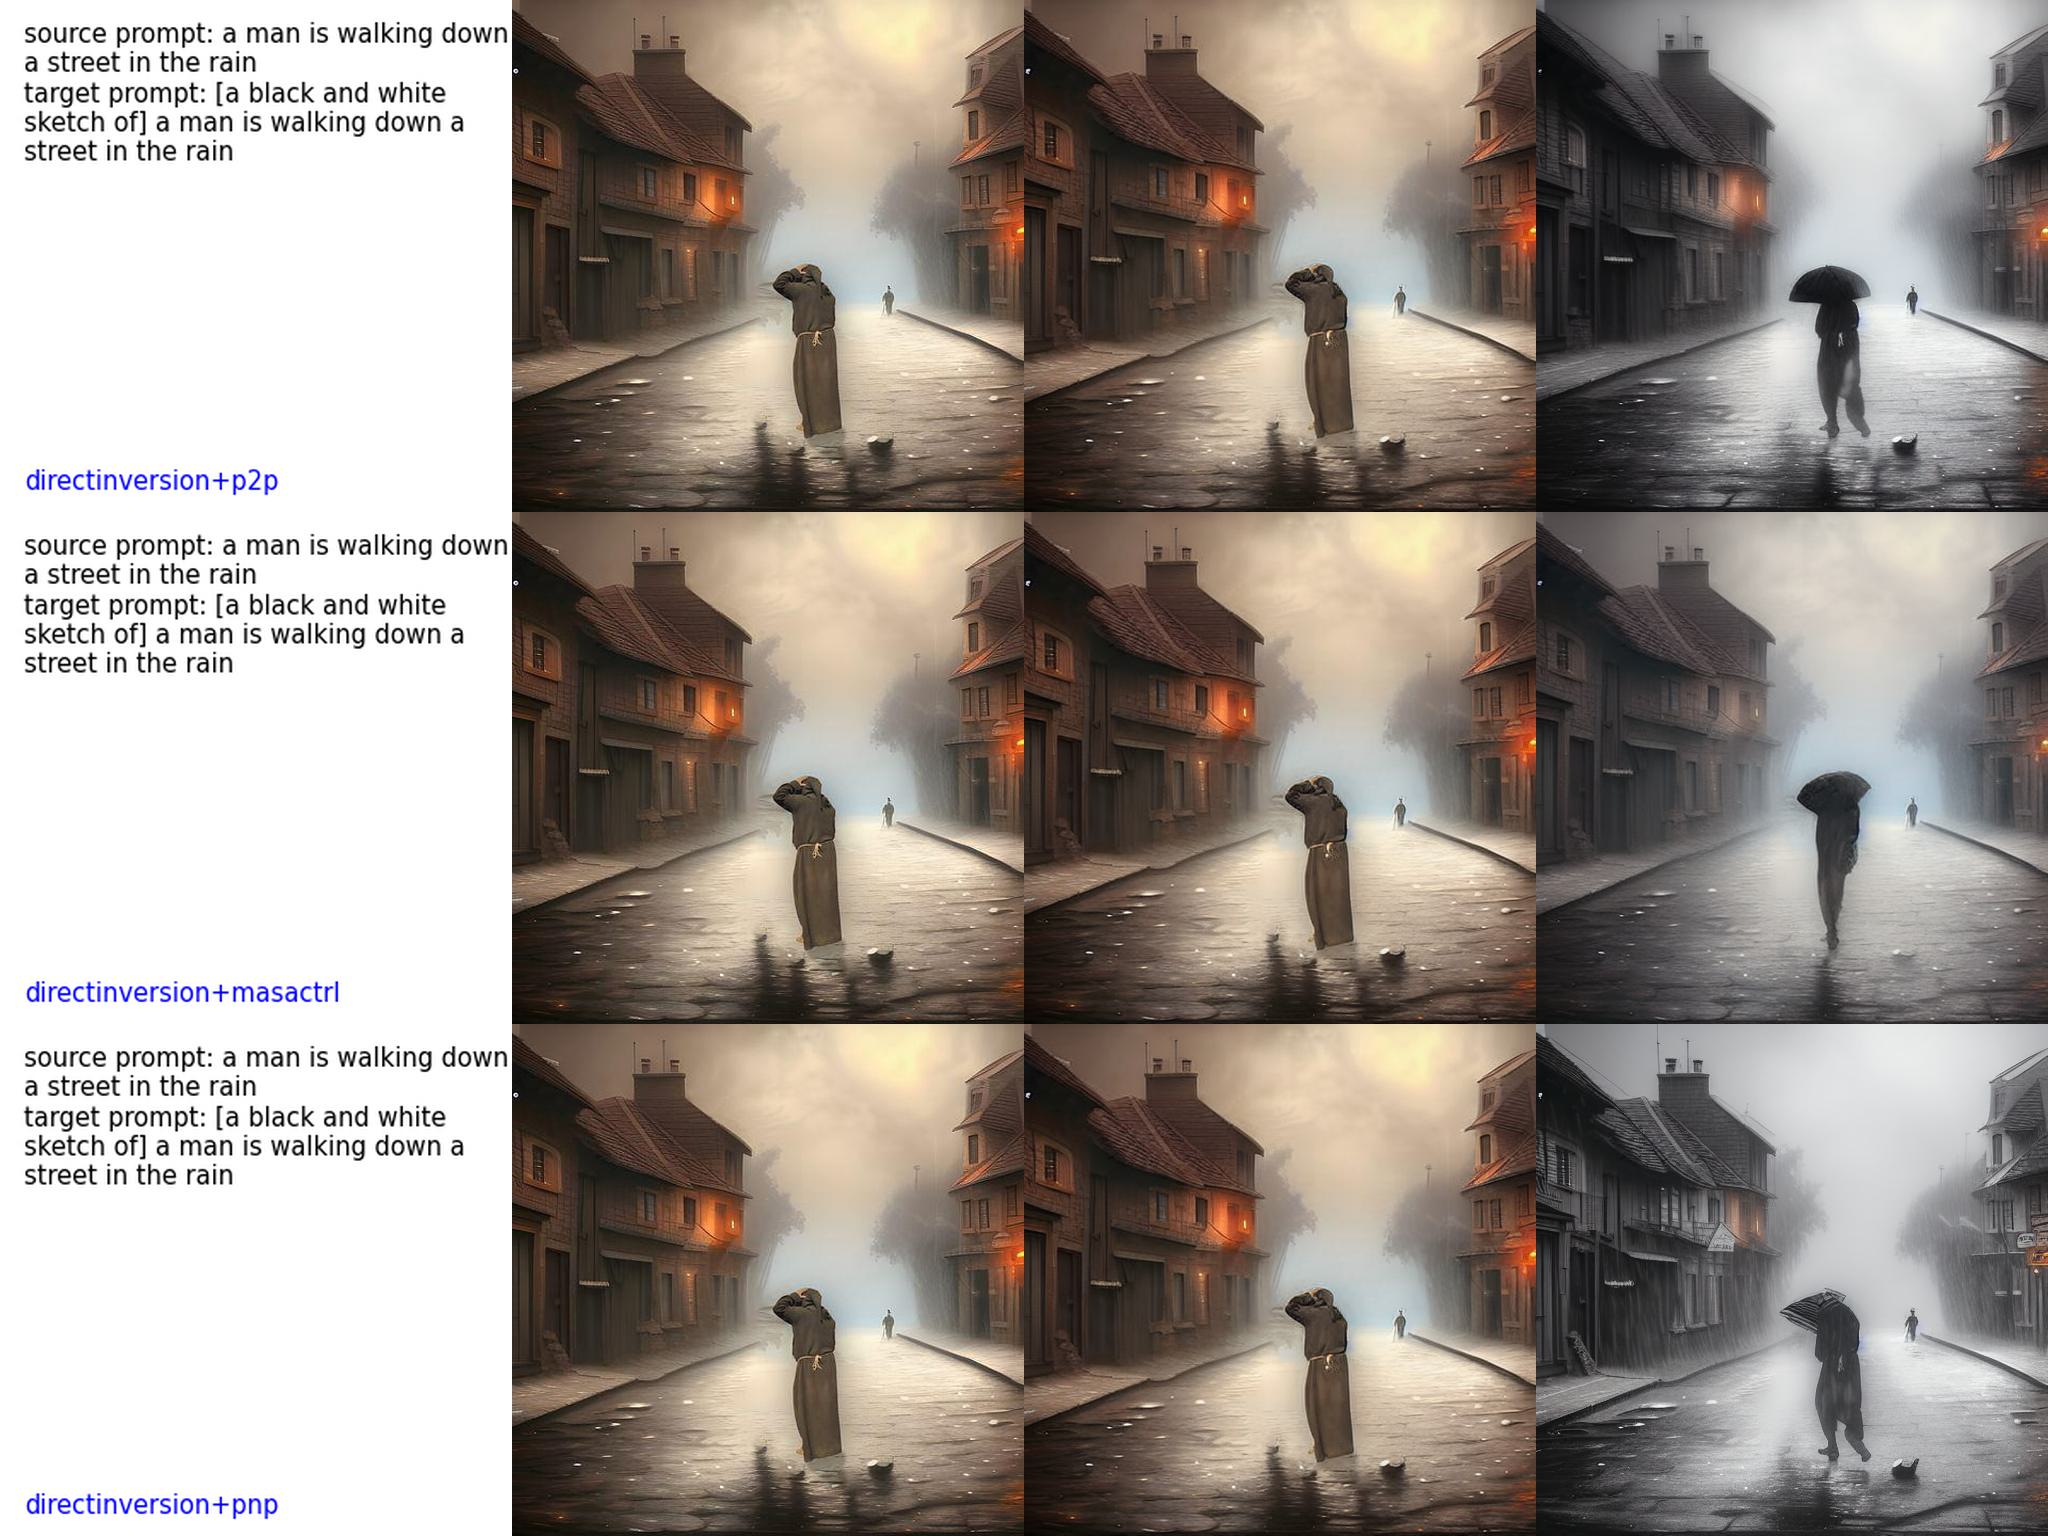 source prompt: a man is walking down
a street in the rain
target prompt: [a black and white
sketch of] a man is walking down a
street in the rain
directinversion+p2p
source prompt: a man is walking down
a street in the rain
target prompt: [a black and white
sketch of] a man is walking down a
street in the rain
directinversion+masactrl
source prompt: a man is walking down
a street in the rain
target prompt: [a black and white
sketch of] a man is walking down a
street in the rain
directinversion+pnp